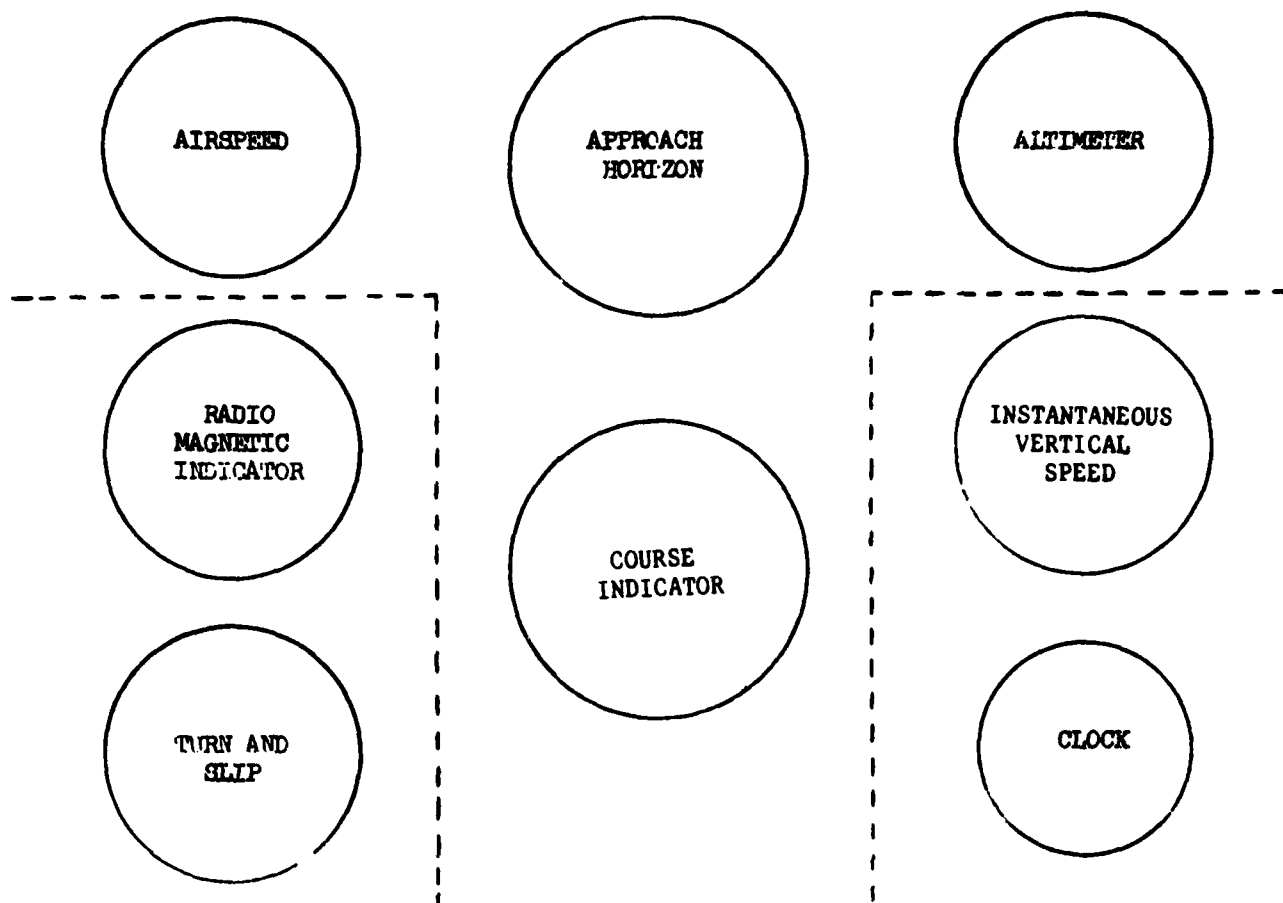 AIRSPEED
APPROACH
HORIZON
ALTIMETER
RADIO
MAGNETIC
INDICATOR
COURSE
INDICATOR
INSTANTANEOUS
VERTICAL
SPEED
TURN AND
SLIP
CLOCK